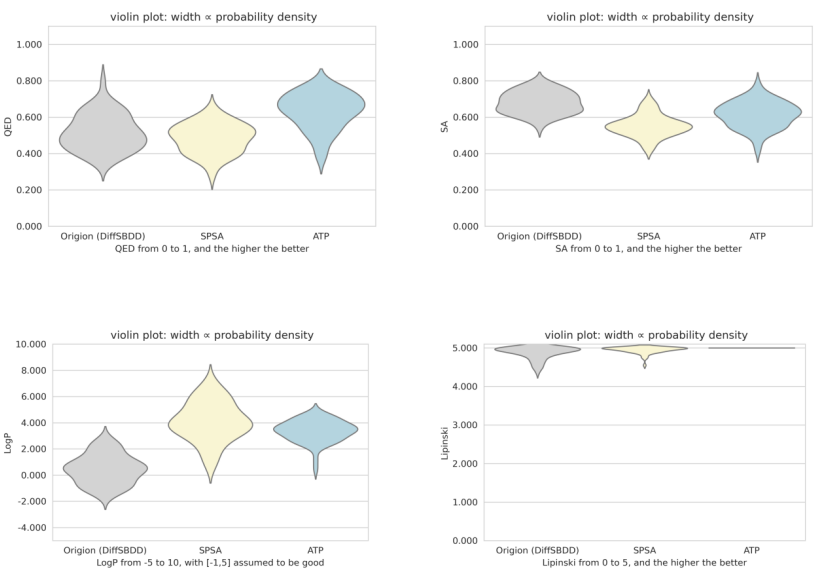 violin plot: width ∝ probability density
1.000
0.800
0.600
0.400
0.200
0.000
QED
Origion (DiffSBDD) SPSA ATP
QED from 0 to 1, and the higher the better
violin plot: width ∝ probability density
1.000
0.800
0.600
0.400
0.200
0.000
SA
Origion (DiffSBDD) SPSA ATP
SA from 0 to 1, and the higher the better
violin plot: width ∝ probability density
10.000
8.000
6.000
4.000
2.000
0.000
-2.000
-4.000
LogP
Origion (DiffSBDD) SPSA ATP
LogP from -5 to 10, with [-1,5] assumed to be good
violin plot: width ∝ probability density
5.000
4.000
3.000
2.000
1.000
0.000
Lipinski
Origion (DiffSBDD) SPSA ATP
Lipinski from 0 to 5, and the higher the better